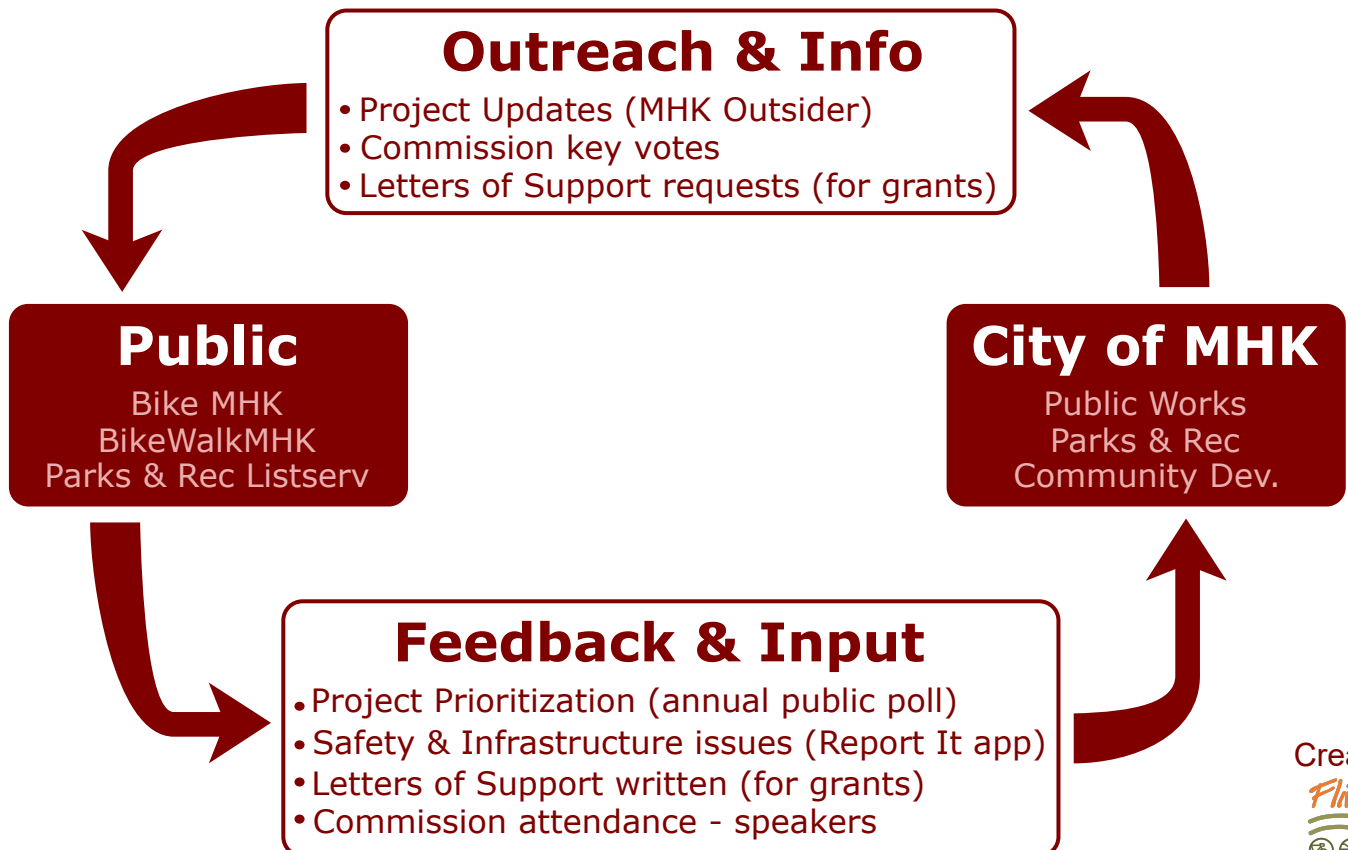 Outreach & Info
• Project Updates (MHK Outsider)
• Commission key votes
• Letters of Support requests (for grants)
Public
Bike MHK
BikeWalkMHK
Parks & Rec Listserv
City of MHK
Public Works
Parks & Rec
Community Dev.
Feedback & Input
• Project Prioritization (annual public poll)
• Safety & Infrastructure issues (Report It app)
• Letters of Support written (for grants)
• Commission attendance - speakers